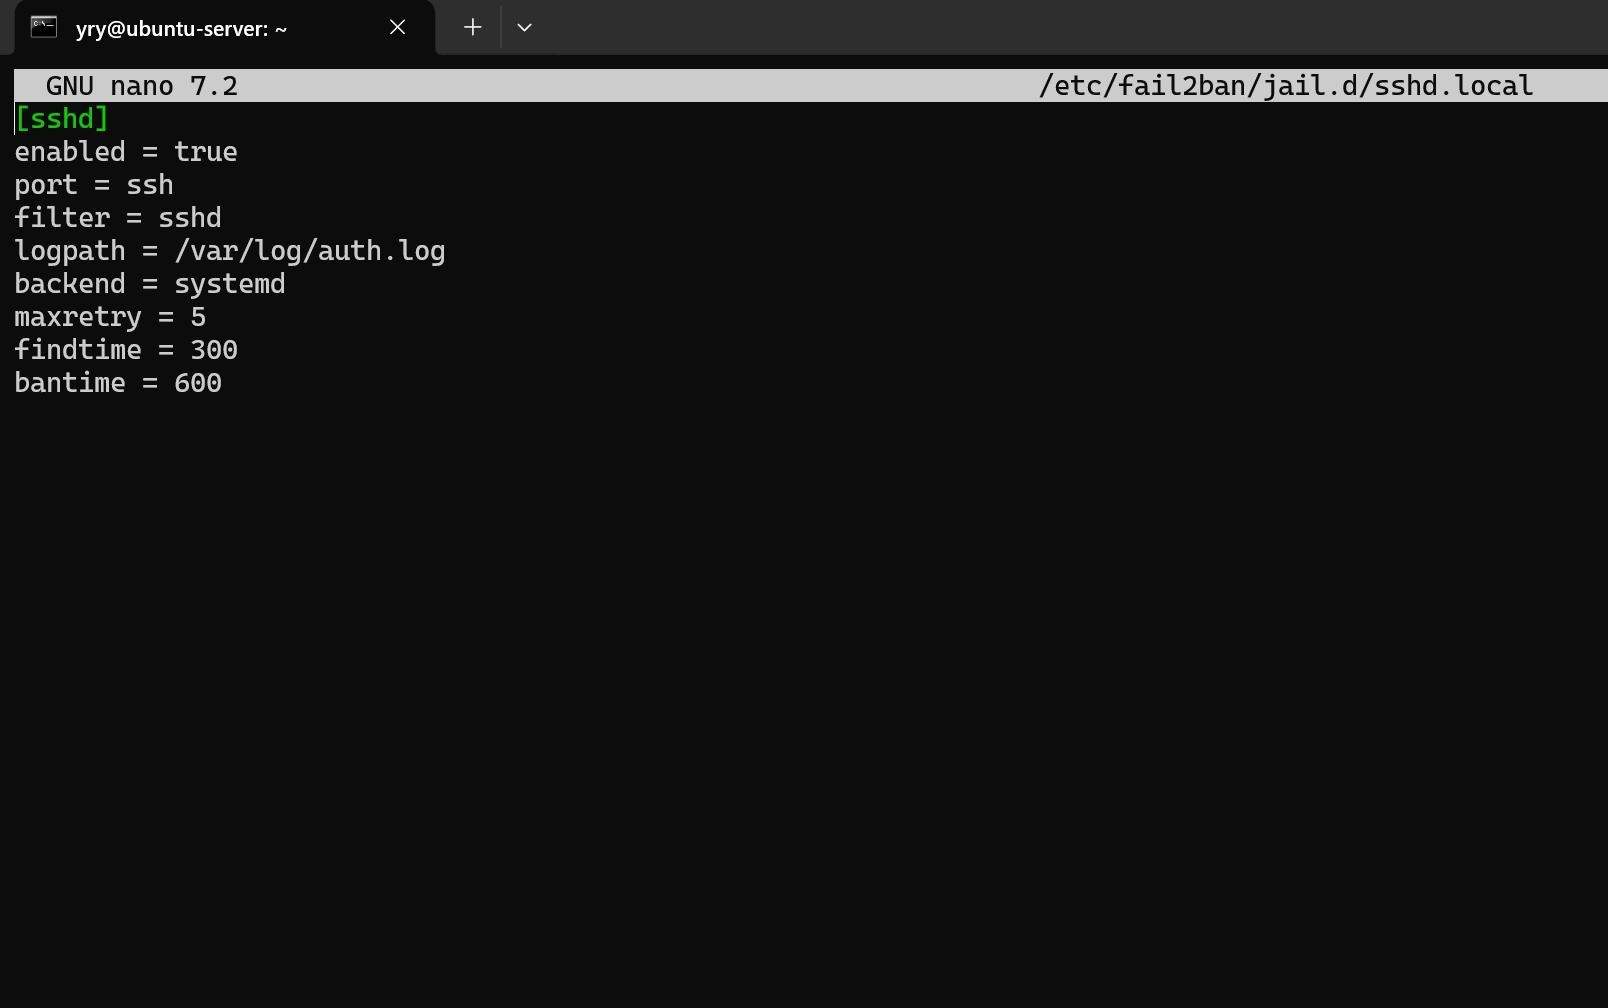 yry@ubuntu-server: ~
GNU nano 7.2 /etc/fail2ban/jail.d/sshd.local
[sshd]
enabled = true
port = ssh
filter = sshd
logpath = /var/log/auth.log
backend = systemd
maxretry = 5
findtime = 300
bantime = 600